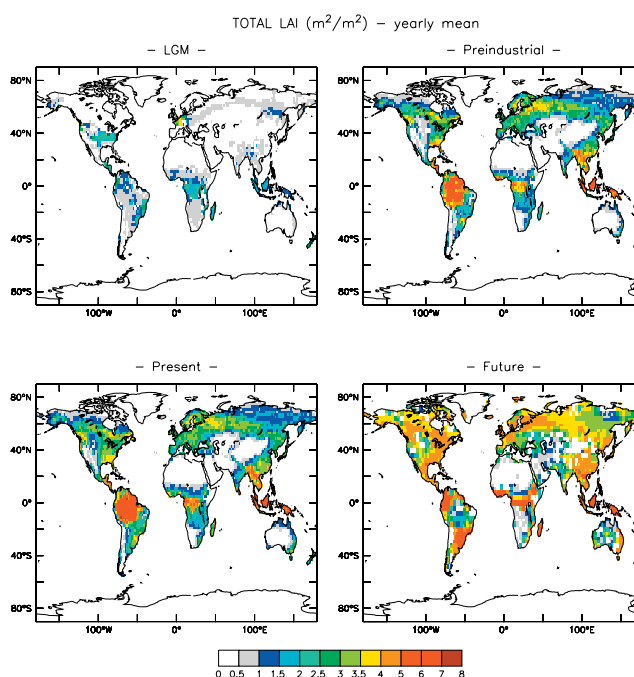 TOTAL LAI (m²/m²) – yearly mean
– LGM –
– Preindustrial –
80°N
40°N
0°
40°S
80°S
100°W 0° 100°E
80°N
40°N
0°
40°S
80°S
100°W 0° 100°E
– Present –
– Future –
80°N
40°N
0°
40°S
80°S
100°W 0° 100°E
80°N
40°N
0°
40°S
80°S
100°W 0° 100°E
0 0.5 1 1.5 2 2.5 3 3.5 4 5 6 7 8